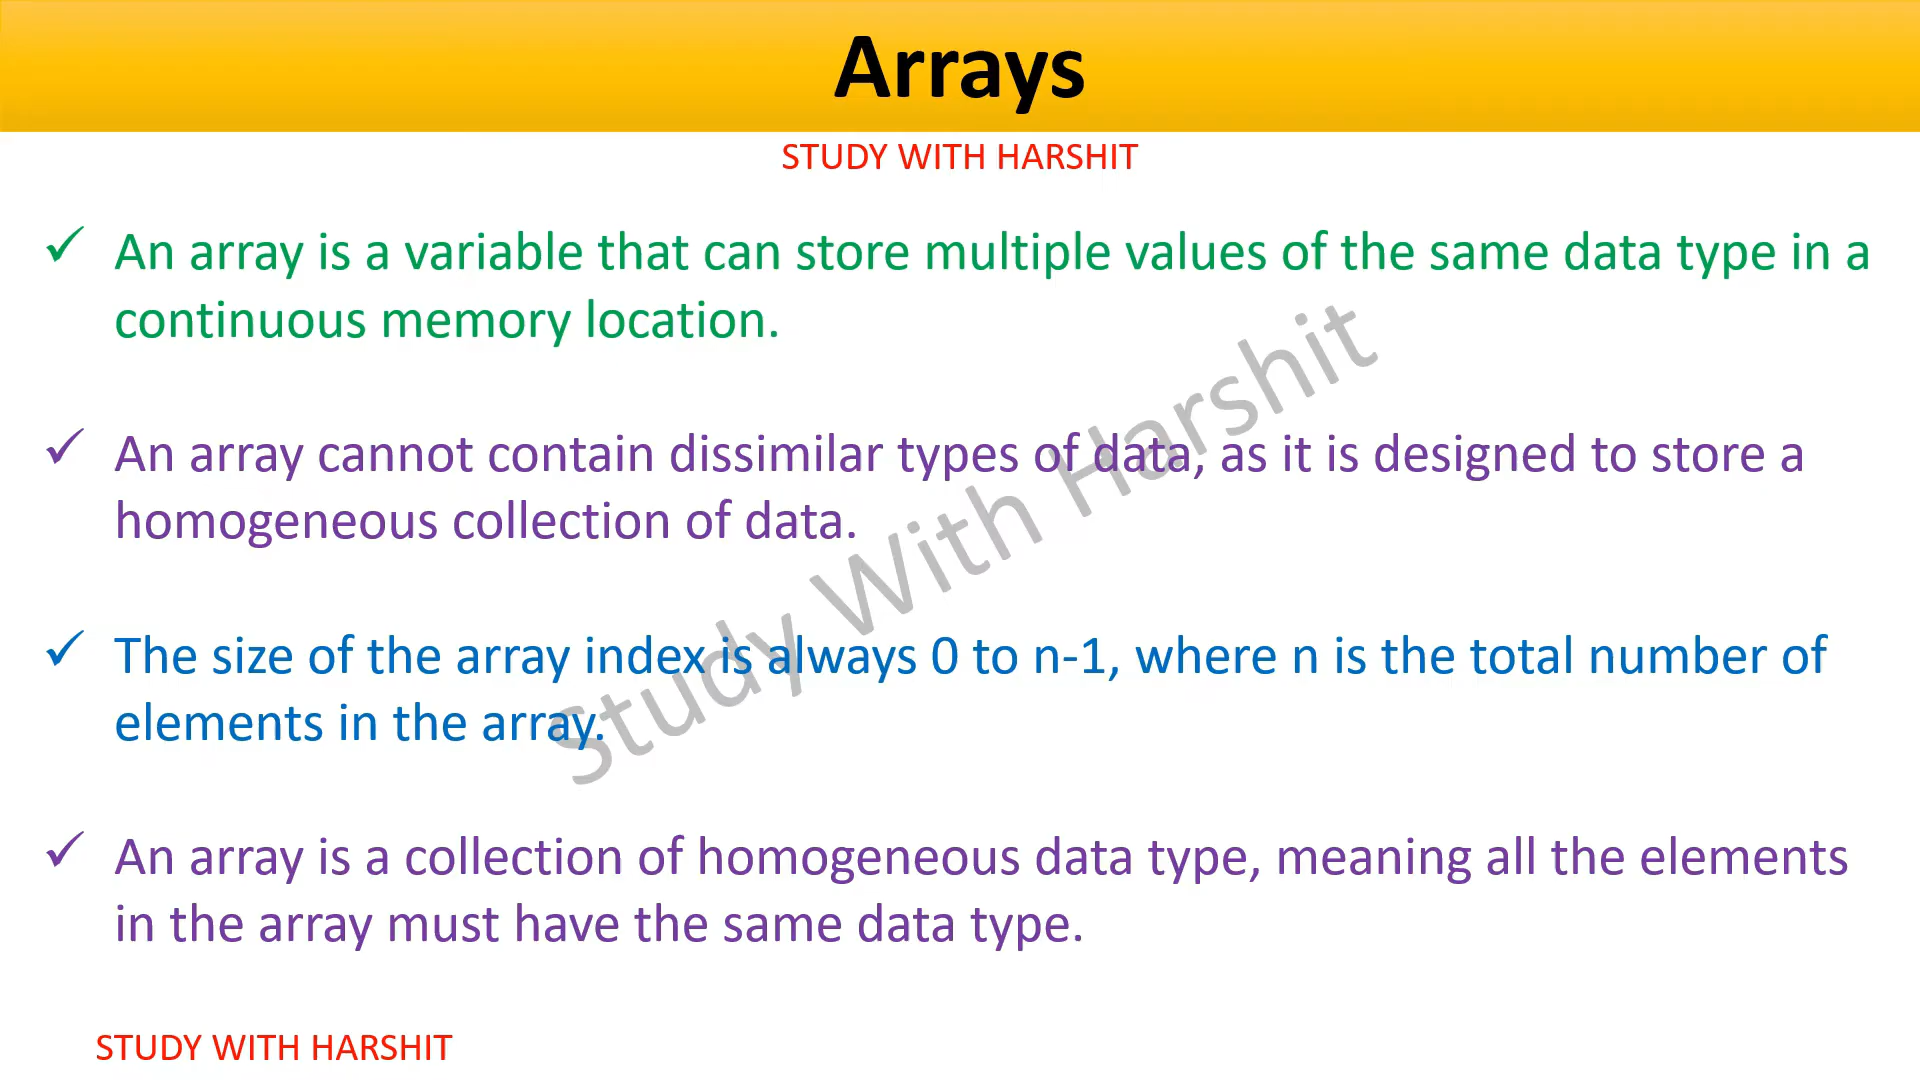 Arrays
STUDY WITH HARSHIT
✓ An array is a variable that can store multiple values of the same data type in a
continuous memory location.
✓ An array cannot contain dissimilar types of data, as it is designed to store a
homogeneous collection of data.
✓ The size of the array index is always 0 to n-1, where n is the total number of
elements in the array.
✓ An array is a collection of homogeneous data type, meaning all the elements
in the array must have the same data type.
Study With Harshit
STUDY WITH HARSHIT